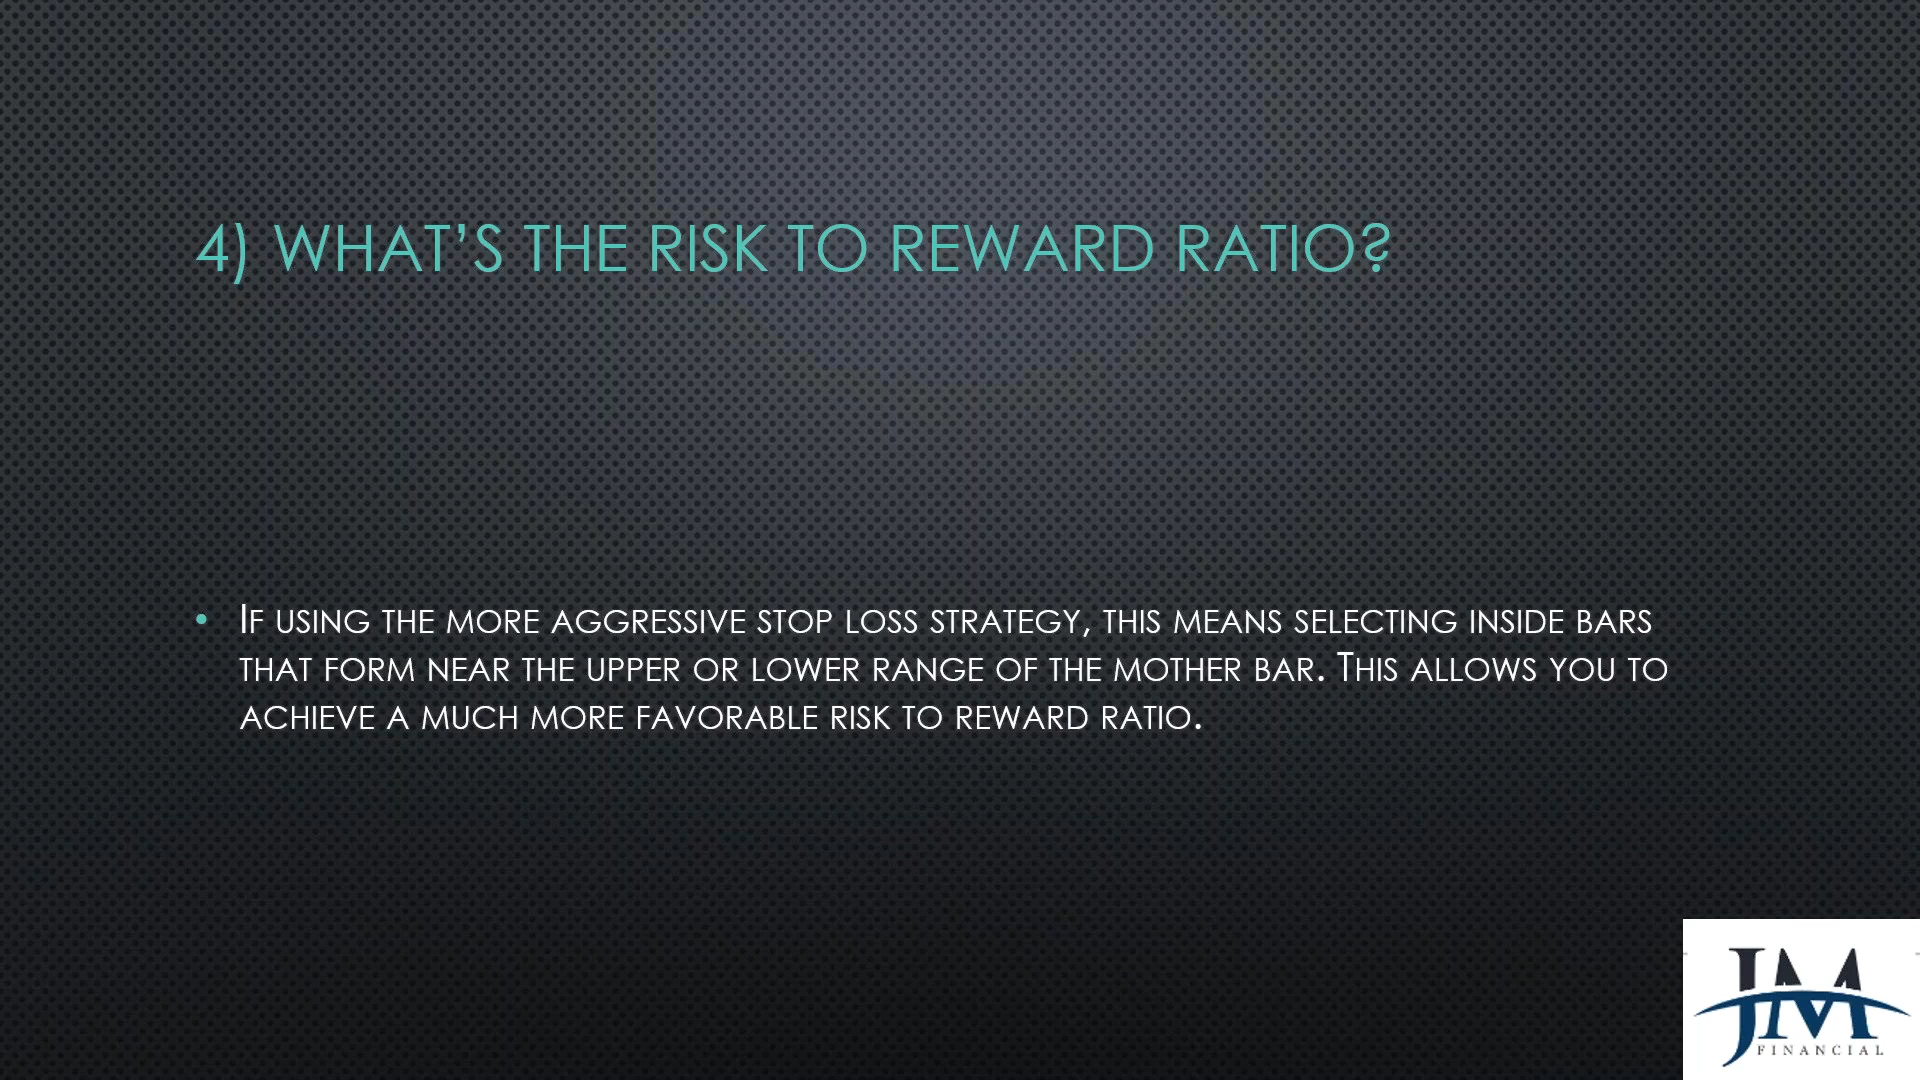 4) WHAT’S THE RISK TO REWARD RATIO?
• IF USING THE MORE AGGRESSIVE STOP LOSS STRATEGY, THIS MEANS SELECTING INSIDE BARS
THAT FORM NEAR THE UPPER OR LOWER RANGE OF THE MOTHER BAR. THIS ALLOWS YOU TO
ACHIEVE A MUCH MORE FAVORABLE RISK TO REWARD RATIO.
JM
FINANCIAL